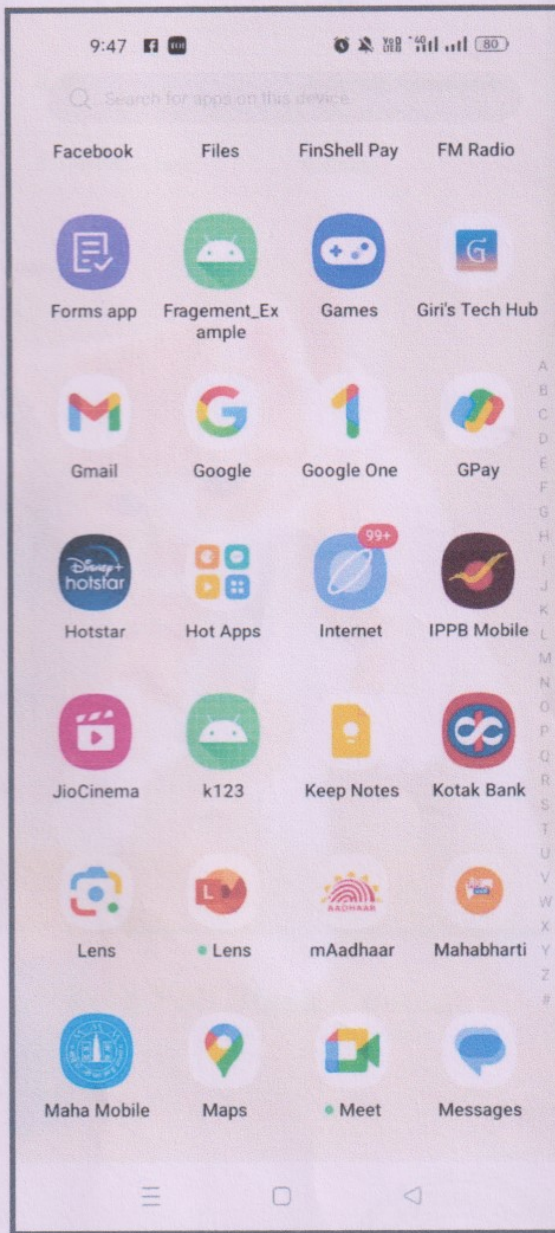 9:47
80
Search for apps on this device
Facebook Files FinShell Pay FM Radio
Forms app Fragement_Ex Games Giri's Tech Hub
ample
Gmail Google Google One GPay
99+
Disney+
hotstar
Hotstar Hot Apps Internet IPPB Mobile
JioCinema k123 Keep Notes Kotak Bank
L
AADHAAR
Lens Lens mAadhaar Mahabharti
Maha Mobile Maps Meet Messages
A
B
C
D
E
F
G
H
I
J
K
L
M
N
O
P
Q
R
S
T
U
V
W
X
Y
Z
#